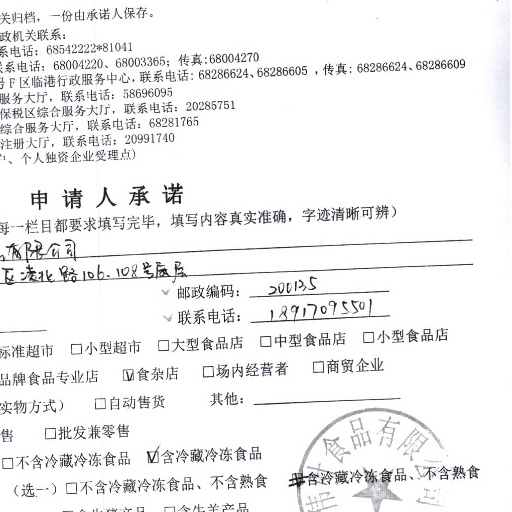 关归档，一份由承诺人保存。
政机关联系：
系电话：68542222*81041
系电话：68004220、68003365；传真:68004270
号F区临港行政服务中心，联系电话：68286624、68286605，传真：68286624、68286609
服务大厅，联系电话：58696095
保税区综合服务大厅，联系电话：20285751
综合服务大厅，联系电话：68281765
注册大厅，联系电话：20991740
户、个人独资企业受理点)
申请人承诺
每一栏目都要求填写完毕，填写内容真实准确，字迹清晰可辨）
有限公司
区 北路106、108号底层
邮政编码：200135
联系电话：18917095501
标准超市 □小型超市 □大型食品店 □中型食品店 □小型食品店
品牌食品专业店 ☑食杂店 □场内经营者 □商贸企业
实物方式） □自动售货 其他：
售 □批发兼零售
□不含冷藏冷冻食品 ☑含冷藏冷冻食品
（选一）□不含冷藏冷冻食品、不含熟食 含冷藏冷冻食品、不含熟食
食品有限公司